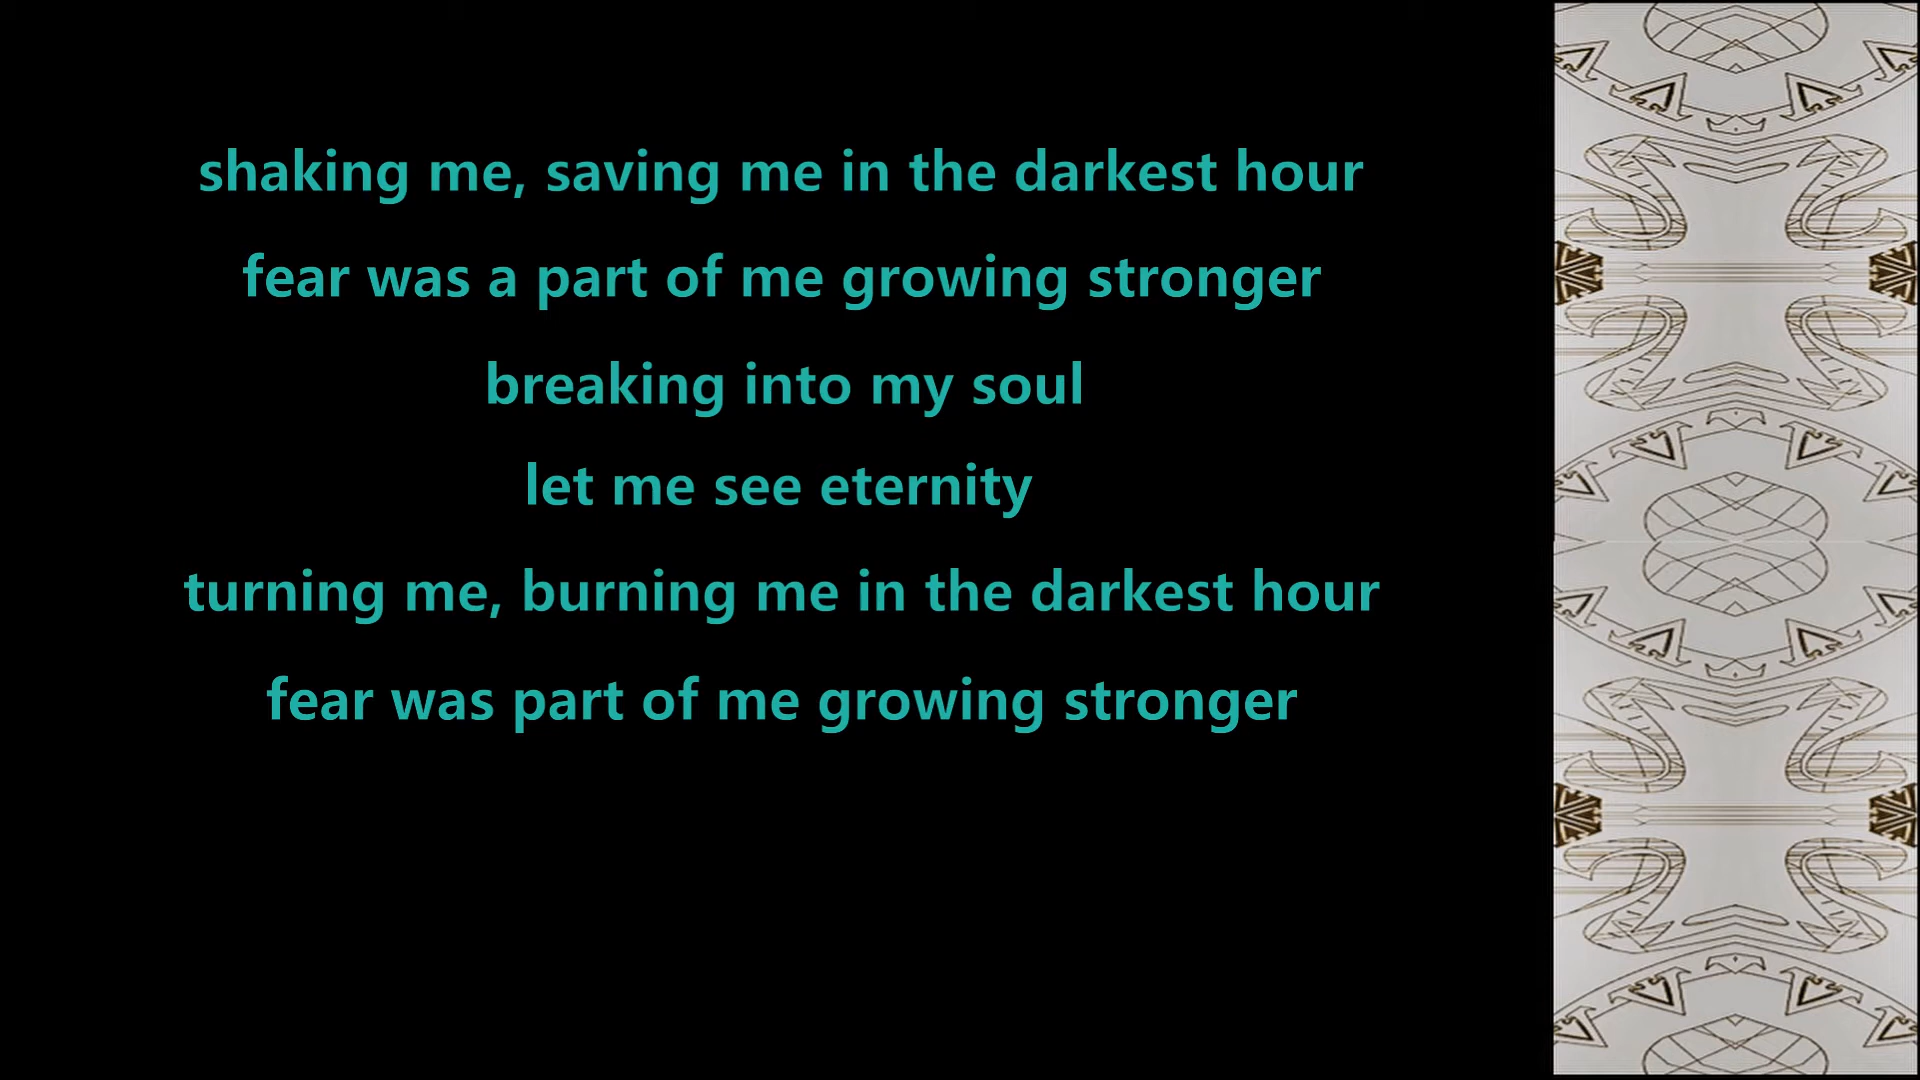 shaking me, saving me in the darkest hour
fear was a part of me growing stronger
breaking into my soul
let me see eternity
turning me, burning me in the darkest hour
fear was part of me growing stronger